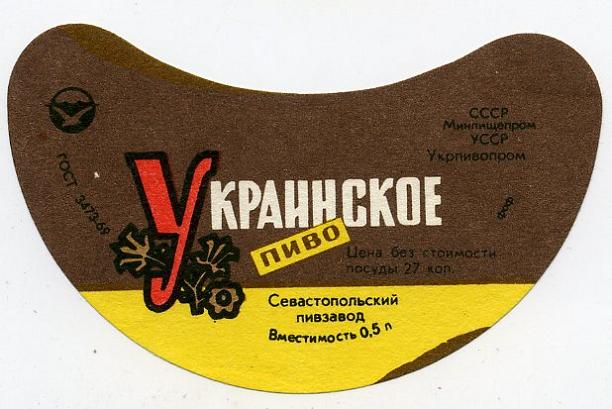 ГОСТ 3473-69
СССР
Минпищепром
УССР
Укрпивопром
УКРАИНСКОЕ
ПИВО
Цена без стоимости
посуды 27 коп.
Севастопольский
пивзавод
Вместимость 0,5 л